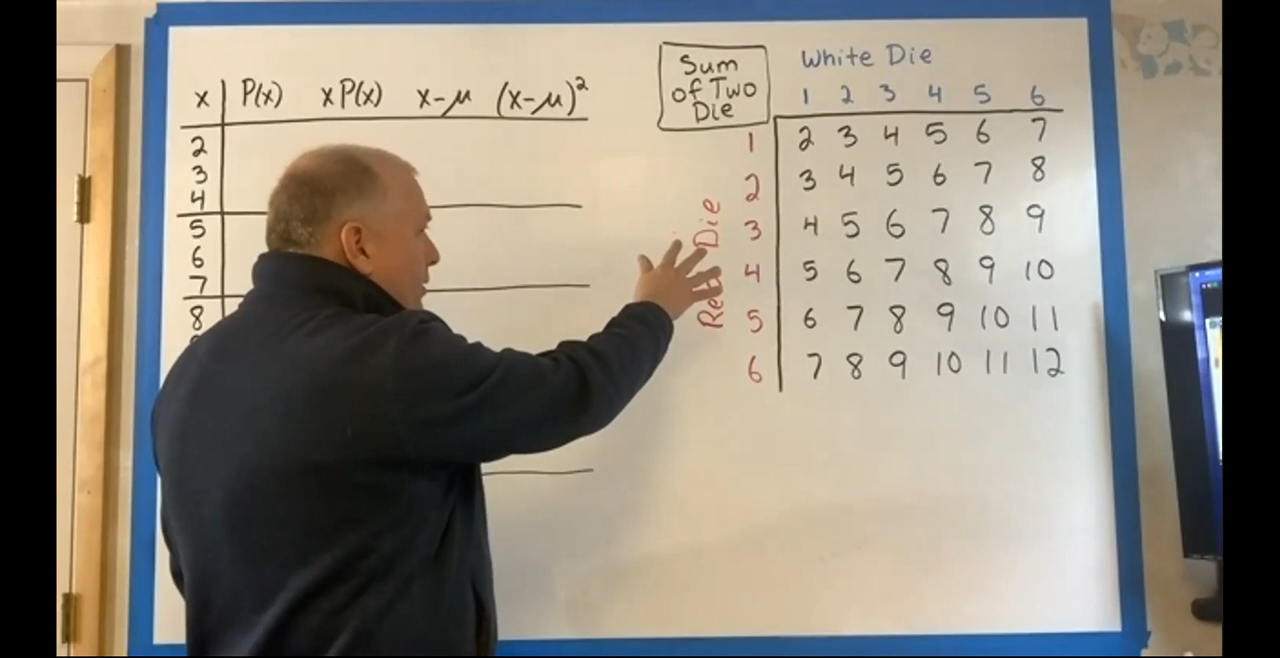 x P(x) xP(x) x-μ (x-μ)²
2
3
4
5
6
7
8
Sum
of Two
Die
White Die
1 2 3 4 5 6
Red Die
1 2 3 4 5 6 7
2 3 4 5 6 7 8
3 4 5 6 7 8 9
4 5 6 7 8 9 10
5 6 7 8 9 10 11
6 7 8 9 10 11 12